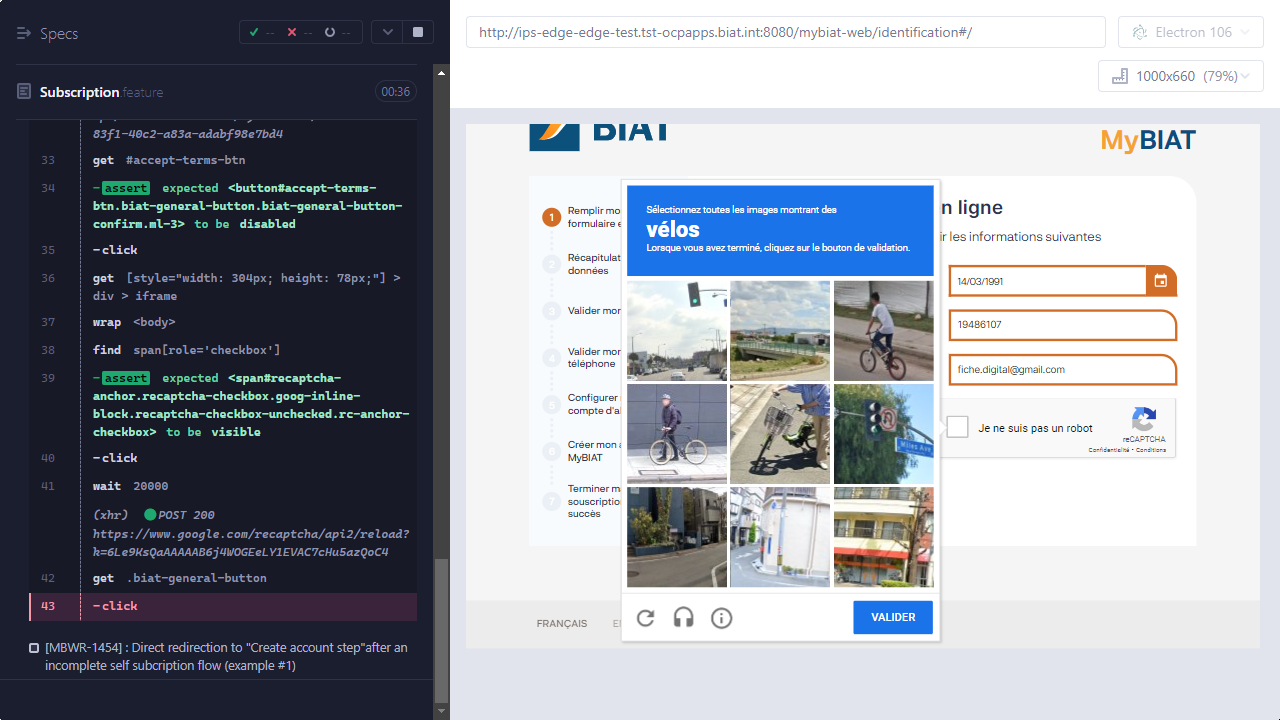 Specs
--
--
--
http://ips-edge-edge-test.tst-ocpapps.biat.int:8080/mybiat-web/identification#/
Electron 106
1000x660 (79%)
Subscription.feature
00:36
83f1-40c2-a83a-adabf98e7bd4
33 get #accept-terms-btn
34 -assert expected <button#accept-terms-
btn.biat-general-button.biat-general-button-
confirm.ml-3> to be disabled
35 -click
36 get [style="width: 304px; height: 78px;"] >
div > iframe
37 wrap <body>
38 find span[role='checkbox']
39 -assert expected <span#recaptcha-
anchor.recaptcha-checkbox.goog-inline-
block.recaptcha-checkbox-unchecked.rc-anchor-
checkbox> to be visible
40 -click
41 wait 20000
(xhr) POST 200
https://www.google.com/recaptcha/api2/reload?
k=6Le9KsQaAAAAAB6j4WOGEeLY1EVAC7cHu5azQoC4
42 get .biat-general-button
43 -click
[MBWR-1454] : Direct redirection to "Create account step"after an
incomplete self subcription flow (example #1)
BIAT
MyBIAT
1 Remplir mo
formulaire e
2 Récapitulat
données
3 Valider mor
4 Valider mor
téléphone
5 Configurer
compte d'al
6 Créer mon a
MyBIAT
7 Terminer m
souscription
succès
Sélectionnez toutes les images montrant des
vélos
Lorsque vous avez terminé, cliquez sur le bouton de validation.
Miles Ave
VALIDER
n ligne
ir les informations suivantes
14/03/1991
19486107
fiche.digital@gmail.com
Je ne suis pas un robot
reCAPTCHA
Confidentialité - Conditions
FRANÇAIS